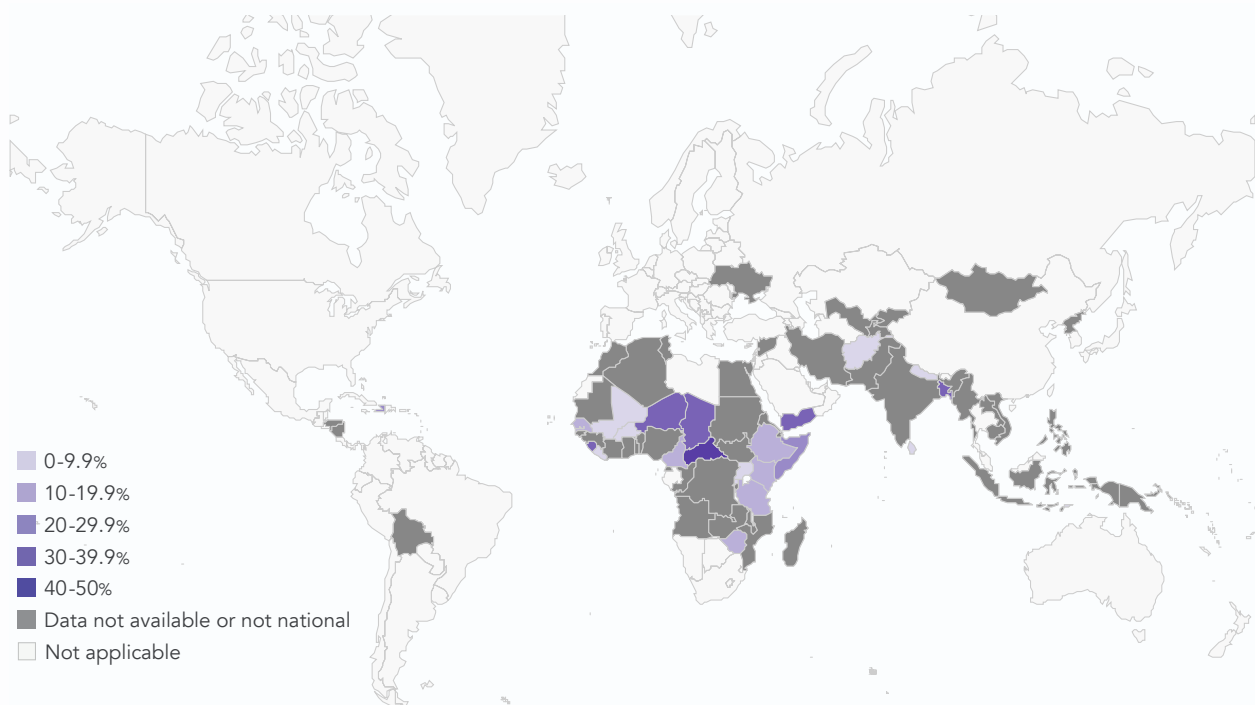 0-9.9%
10-19.9%
20-29.9%
30-39.9%
40-50%
Data not available or not national
Not applicable